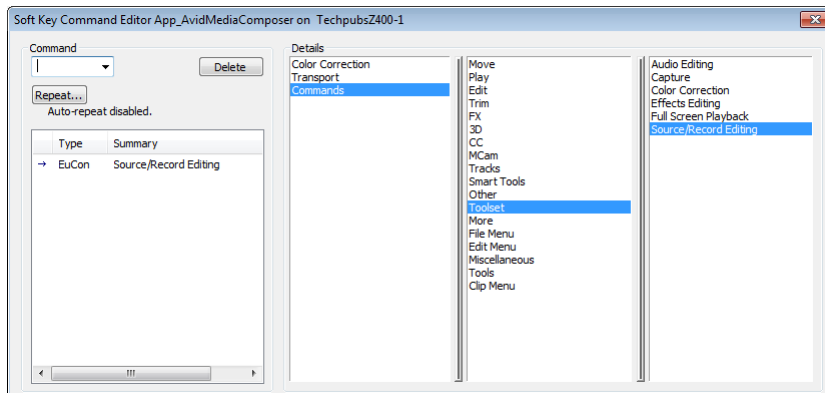 Soft Key Command Editor App_AvidMediaComposer on TechpubsZ400-1
Command
Delete
Repeat...
Auto-repeat disabled.
Type Summary
→ EuCon Source/Record Editing
Details
Color Correction
Transport
Commands
Move
Play
Edit
Trim
FX
3D
CC
MCam
Tracks
Smart Tools
Other
Toolset
More
File Menu
Edit Menu
Miscellaneous
Tools
Clip Menu
Audio Editing
Capture
Color Correction
Effects Editing
Full Screen Playback
Source/Record Editing